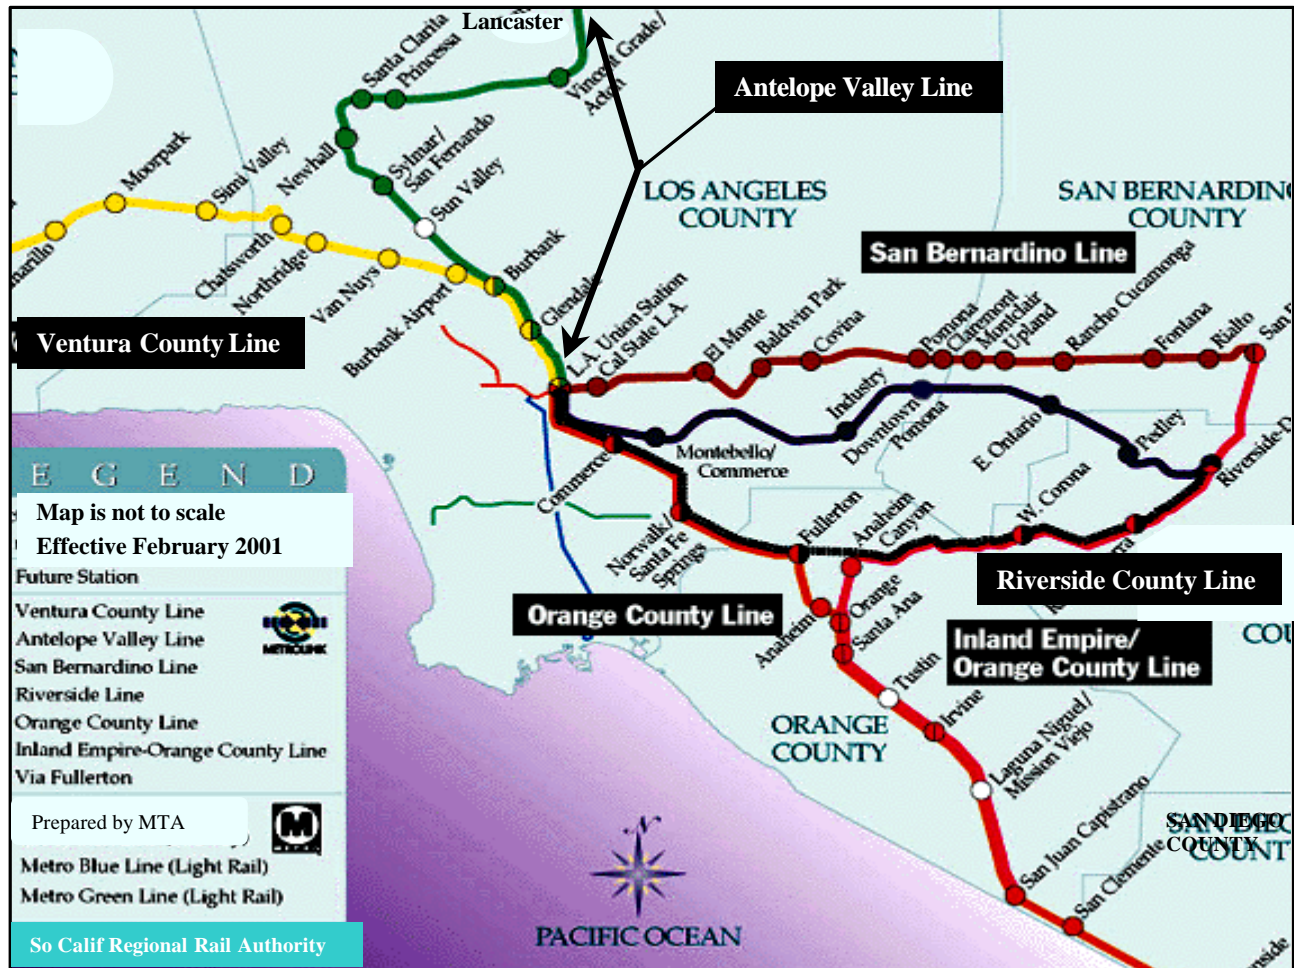 Lancaster
Santa Clarita
Princessa
Vincent Grade/
Acton
Antelope Valley Line
Newhall
Sylmar/
San Fernando
Sun Valley
Moorpark
Simi Valley
LOS ANGELES
COUNTY
SAN BERNARDINO
COUNTY
San Bernardino Line
Chatsworth
Northridge
Van Nuys
Burbank Airport
Burbank
Glendale
Ventura County Line
L.A. Union Station
Cal State L.A.
El Monte
Baldwin Park
Covina
Pomona
Claremont
Montclair
Upland
Rancho Cucamonga
Fontana
Rialto
San
Montebello/
Commerce
Industry
Downtown
Pomona
E. Ontario
Pedley
Riverside-D
Commerce
Norwalk/
Santa Fe
Springs
Fullerton
Anaheim
Canyon
W. Corona
Riverside County Line
Orange County Line
Anaheim
Orange
Santa Ana
Inland Empire/
Orange County Line
Tustin
Irvine
Laguna Niguel/
Mission Viejo
ORANGE
COUNTY
San Juan Capistrano
San Clemente
SAN DIEGO
COUNTY
N
PACIFIC OCEAN
E G E N D
Map is not to scale
Effective February 2001
Future Station
Ventura County Line
Antelope Valley Line
METROLINK
San Bernardino Line
Riverside Line
Orange County Line
Inland Empire-Orange County Line
Via Fullerton
Prepared by MTA
M
Metro Blue Line (Light Rail)
Metro Green Line (Light Rail)
So Calif Regional Rail Authority